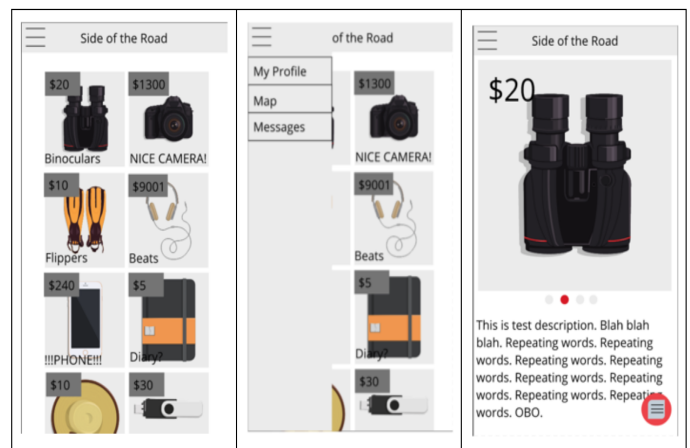 Side of the Road
$20
$1300
Binoculars
NICE CAMERA!
$10
$9001
Flippers
Beats
$240
$5
!!!PHONE!!!
Diary?
$10
$30
of the Road
My Profile
Map
Messages
$1300
NICE CAMERA!
$9001
Beats
$5
Diary?
$30
Side of the Road
$20
This is test description. Blah blah
blah. Repeating words. Repeating
words. Repeating words. Repeating
words. Repeating words. Repeating
words. Repeating words. Repeating
words. OBO.